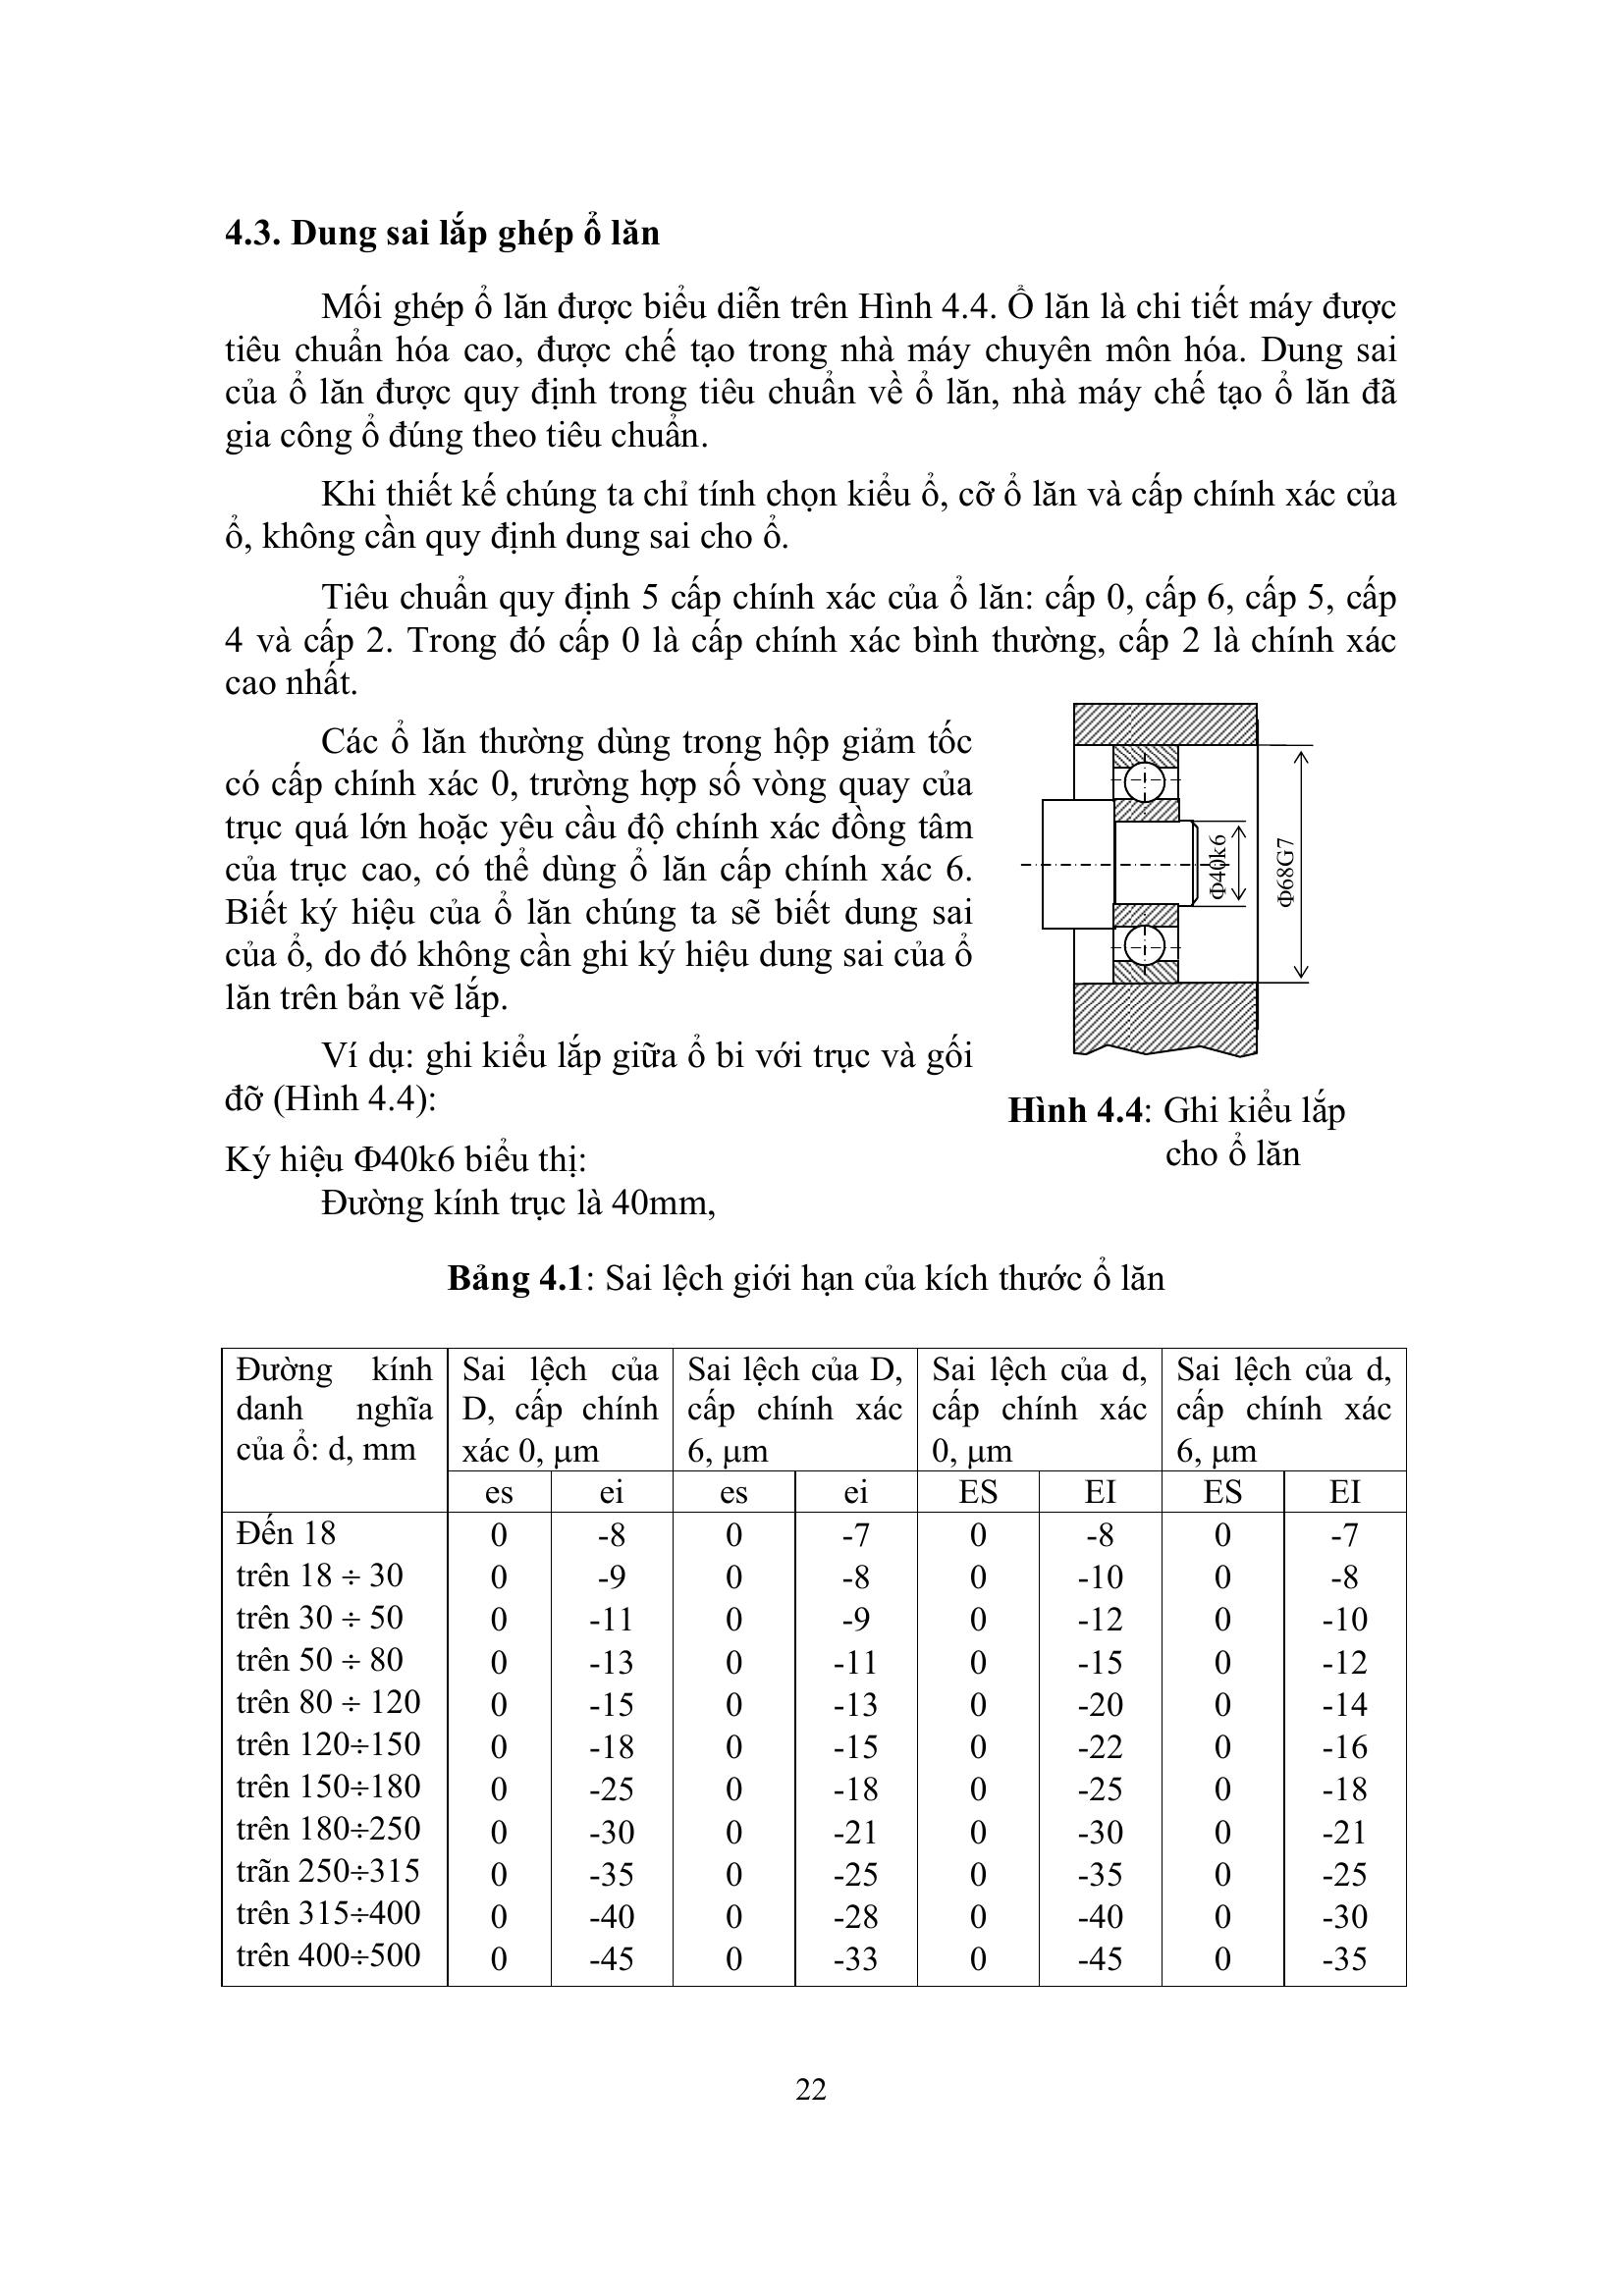 4.3. Dung sai lắp ghép ổ lăn
Mối ghép ổ lăn được biểu diễn trên Hình 4.4. Ổ lăn là chi tiết máy được
tiêu chuẩn hóa cao, được chế tạo trong nhà máy chuyên môn hóa. Dung sai
của ổ lăn được quy định trong tiêu chuẩn về ổ lăn, nhà máy chế tạo ổ lăn đã
gia công ổ đúng theo tiêu chuẩn.
Khi thiết kế chúng ta chỉ tính chọn kiểu ổ, cỡ ổ lăn và cấp chính xác của
ổ, không cần quy định dung sai cho ổ.
Tiêu chuẩn quy định 5 cấp chính xác của ổ lăn: cấp 0, cấp 6, cấp 5, cấp
4 và cấp 2. Trong đó cấp 0 là cấp chính xác bình thường, cấp 2 là chính xác
cao nhất.
Các ổ lăn thường dùng trong hộp giảm tốc
có cấp chính xác 0, trường hợp số vòng quay của
trục quá lớn hoặc yêu cầu độ chính xác đồng tâm
của trục cao, có thể dùng ổ lăn cấp chính xác 6.
Biết ký hiệu của ổ lăn chúng ta sẽ biết dung sai
của ổ, do đó không cần ghi ký hiệu dung sai của ổ
lăn trên bản vẽ lắp.
Ví dụ: ghi kiểu lắp giữa ổ bi với trục và gối
đỡ (Hình 4.4):
Ký hiệu Φ40k6 biểu thị:
Đường kính trục là 40mm,
Φ40k6
Φ68G7
Hình 4.4: Ghi kiểu lắp
cho ổ lăn
Bảng 4.1: Sai lệch giới hạn của kích thước ổ lăn
Đường kính danh nghĩa của ổ: d, mm | Sai lệch của D, cấp chính xác 0, μm | Sai lệch của D, cấp chính xác 6, μm | Sai lệch của d, cấp chính xác 0, μm | Sai lệch của d, cấp chính xác 6, μm
es | ei | es | ei | ES | EI | ES | EI
Đến 18 | 0 | -8 | 0 | -7 | 0 | -8 | 0 | -7
trên 18 ÷ 30 | 0 | -9 | 0 | -8 | 0 | -10 | 0 | -8
trên 30 ÷ 50 | 0 | -11 | 0 | -9 | 0 | -12 | 0 | -10
trên 50 ÷ 80 | 0 | -13 | 0 | -11 | 0 | -15 | 0 | -12
trên 80 ÷ 120 | 0 | -15 | 0 | -13 | 0 | -20 | 0 | -14
trên 120÷150 | 0 | -18 | 0 | -15 | 0 | -22 | 0 | -16
trên 150÷180 | 0 | -25 | 0 | -18 | 0 | -25 | 0 | -18
trên 180÷250 | 0 | -30 | 0 | -21 | 0 | -30 | 0 | -21
trãn 250÷315 | 0 | -35 | 0 | -25 | 0 | -35 | 0 | -25
trên 315÷400 | 0 | -40 | 0 | -28 | 0 | -40 | 0 | -30
trên 400÷500 | 0 | -45 | 0 | -33 | 0 | -45 | 0 | -35
22